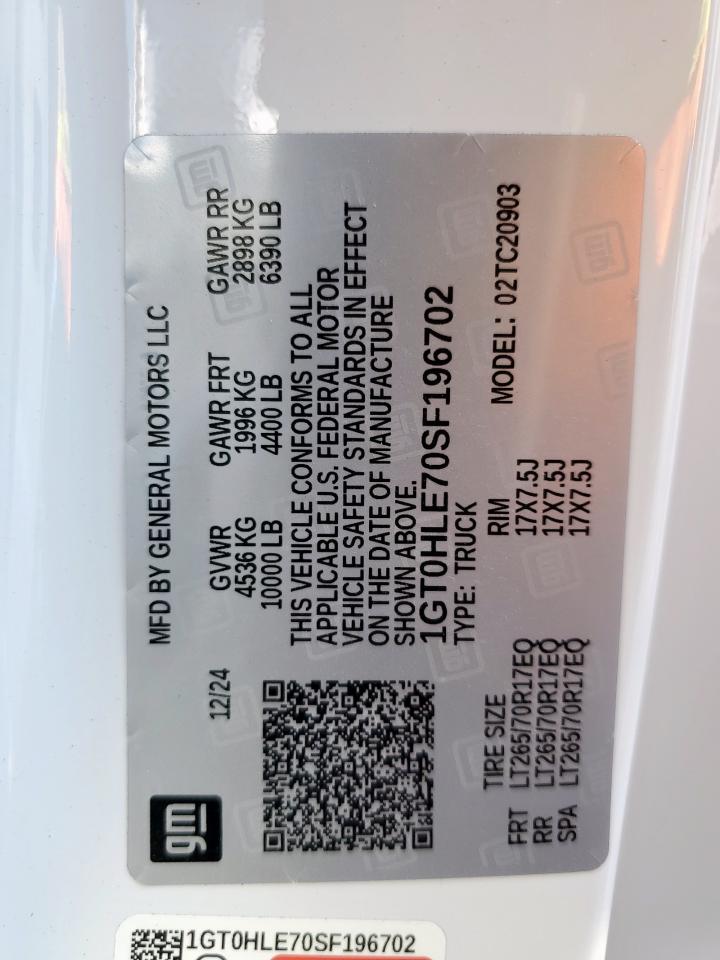 gm
MFD BY GENERAL MOTORS LLC
12/24
GVWR GAWR FRT GAWR RR
4536 KG 1996 KG 2898 KG
10000 LB 4400 LB 6390 LB
THIS VEHICLE CONFORMS TO ALL
APPLICABLE U.S. FEDERAL MOTOR
VEHICLE SAFETY STANDARDS IN EFFECT
ON THE DATE OF MANUFACTURE
SHOWN ABOVE.
1GT0HLE70SF196702
TYPE: TRUCK
MODEL: 02TC20903
TIRE SIZE RIM
FRT LT265/70R17EQ 17X7.5J
RR LT265/70R17EQ 17X7.5J
SPA LT265/70R17EQ 17X7.5J
1GT0HLE70SF196702